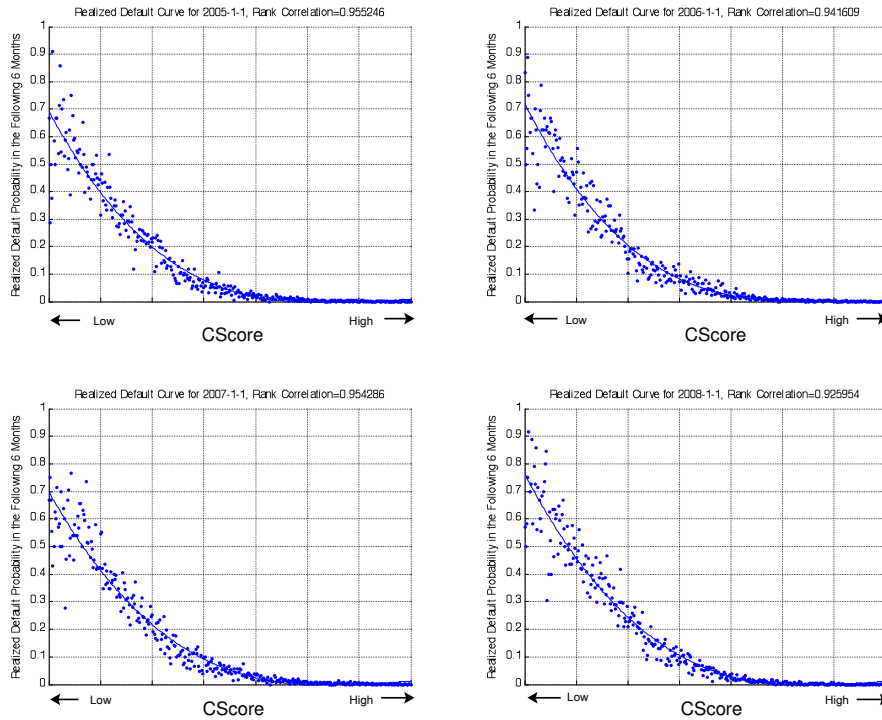 Realized Default Curve for 2005-1-1, Rank Correlation=0.955246
Realized Default Probability in the Following 6 Months
1
0.9
0.8
0.7
0.6
0.5
0.4
0.3
0.2
0.1
0
Low
High
CScore
Realized Default Curve for 2006-1-1, Rank Correlation=0.941609
Realized Default Probability in the Following 6 Months
1
0.9
0.8
0.7
0.6
0.5
0.4
0.3
0.2
0.1
0
Low
High
CScore
Realized Default Curve for 2007-1-1, Rank Correlation=0.954286
Realized Default Probability in the Following 6 Months
1
0.9
0.8
0.7
0.6
0.5
0.4
0.3
0.2
0.1
0
Low
High
CScore
Realized Default Curve for 2008-1-1, Rank Correlation=0.925954
Realized Default Probability in the Following 6 Months
1
0.9
0.8
0.7
0.6
0.5
0.4
0.3
0.2
0.1
0
Low
High
CScore